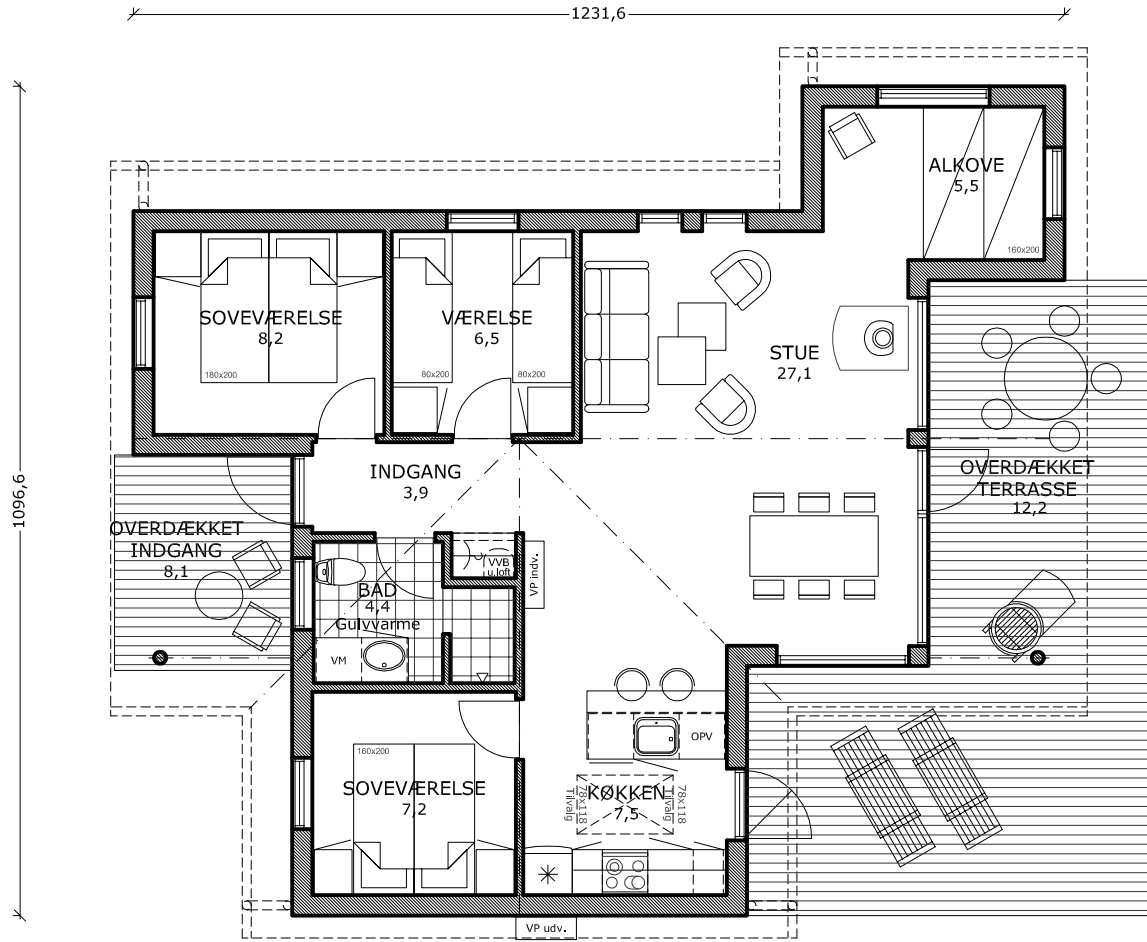 1231,6
1096,6
ALKOVE
5,5
160x200
SOVEVÆRELSE
8,2
180x200
VÆRELSE
6,5
80x200
80x200
STUE
27,1
INDGANG
3,9
OVERDÆKKET
INDGANG
8,1
OVERDÆKKET
TERRASSE
12,2
VVB
u.loft
VP indv.
BAD
4,4
Gulvvarme
VM
OPV
160x200
SOVEVÆRELSE
7,2
KØKKEN
7,5
78x118
Tilvalg
78x118
Tilvalg
VP udv.